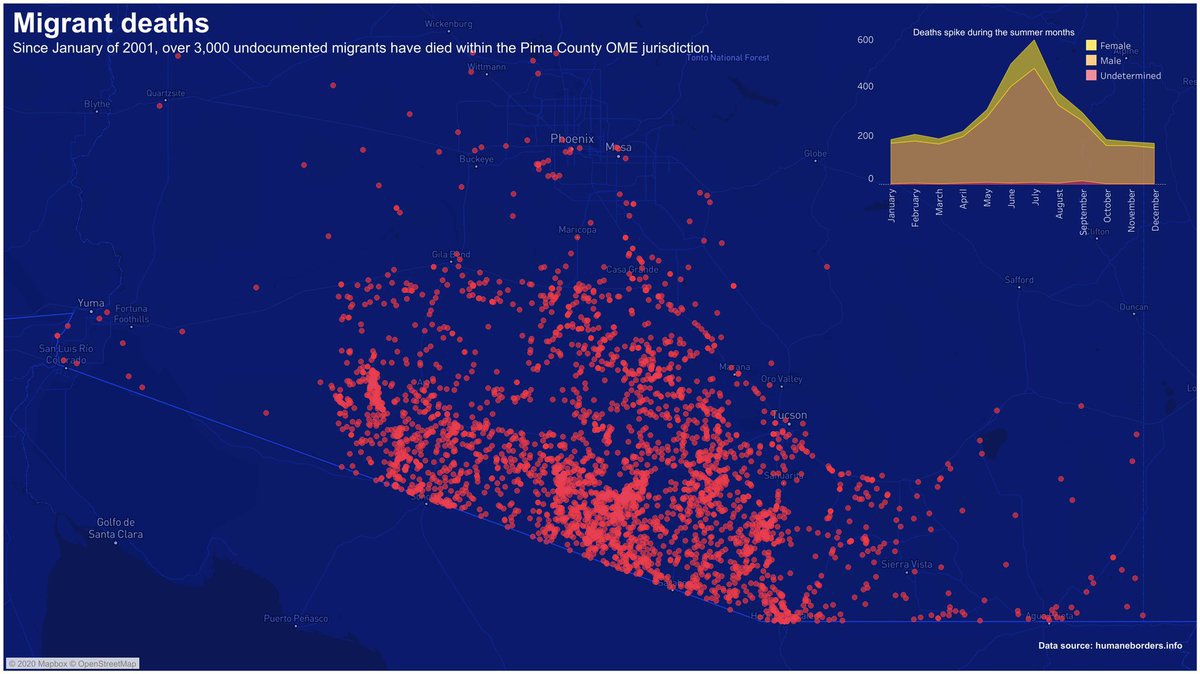 Migrant deaths
Since January of 2001, over 3,000 undocumented migrants have died within the Pima County OME jurisdiction.
Deaths spike during the summer months
600
400
200
0
January
February
March
April
May
June
July
August
September
October
November
December
Female
Male
Undetermined
Wickenburg
Wittmann
Tonto National Forest
Alpine
Blythe
Quartzsite
Phoenix
Mesa
Buckeye
Globe
Maricopa
Clifton
Gila Bend
Casa Grande
Safford
Yuma
Fortuna
Foothills
Duncan
San Luis Río
Colorado
Marana
Oro Valley
Tucson
Sahuarita
Golfo de
Santa Clara
Sierra Vista
Puerto Peñasco
Agua Prieta
Data source: humaneborders.info
© 2020 Mapbox © OpenStreetMap